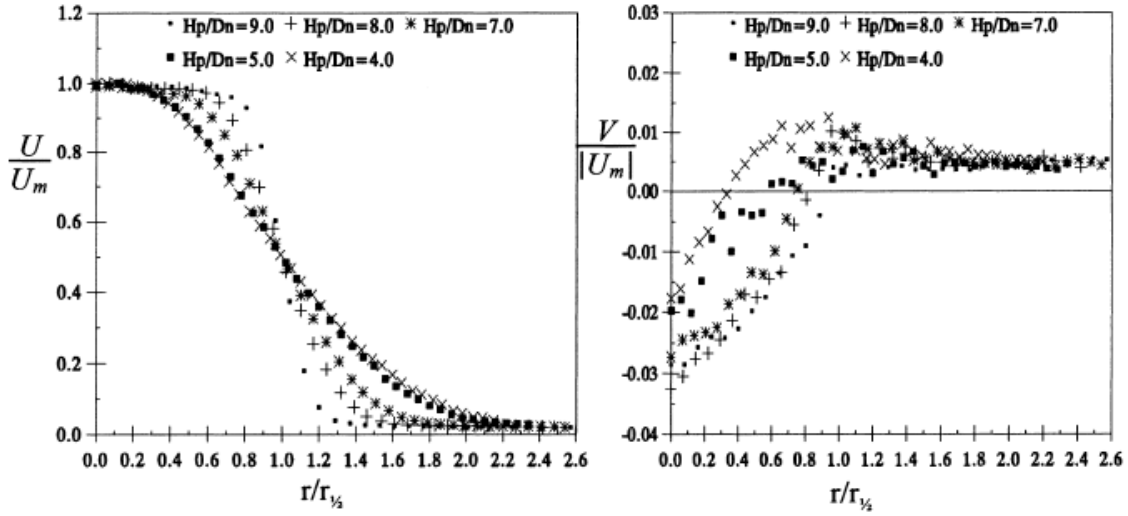 Hp/Dn=9.0 Hp/Dn=8.0 Hp/Dn=7.0
Hp/Dn=5.0 Hp/Dn=4.0
1.0
0.8
0.6
0.4
0.2
0.0
U
U_m
0.0 0.2 0.4 0.6 0.8 1.0 1.2 1.4 1.6 1.8 2.0 2.2 2.4 2.6
r/r_½
0.03
Hp/Dn=9.0 Hp/Dn=8.0 Hp/Dn=7.0
Hp/Dn=5.0 Hp/Dn=4.0
0.02
0.01
0.00
-0.01
-0.02
-0.03
-0.04
V
|U_m|
0.0 0.2 0.4 0.6 0.8 1.0 1.2 1.4 1.6 1.8 2.0 2.2 2.4 2.6
r/r_½